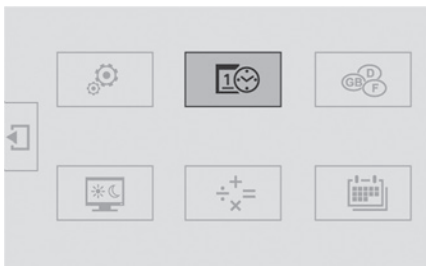 1
D
GB
F
÷ + × =